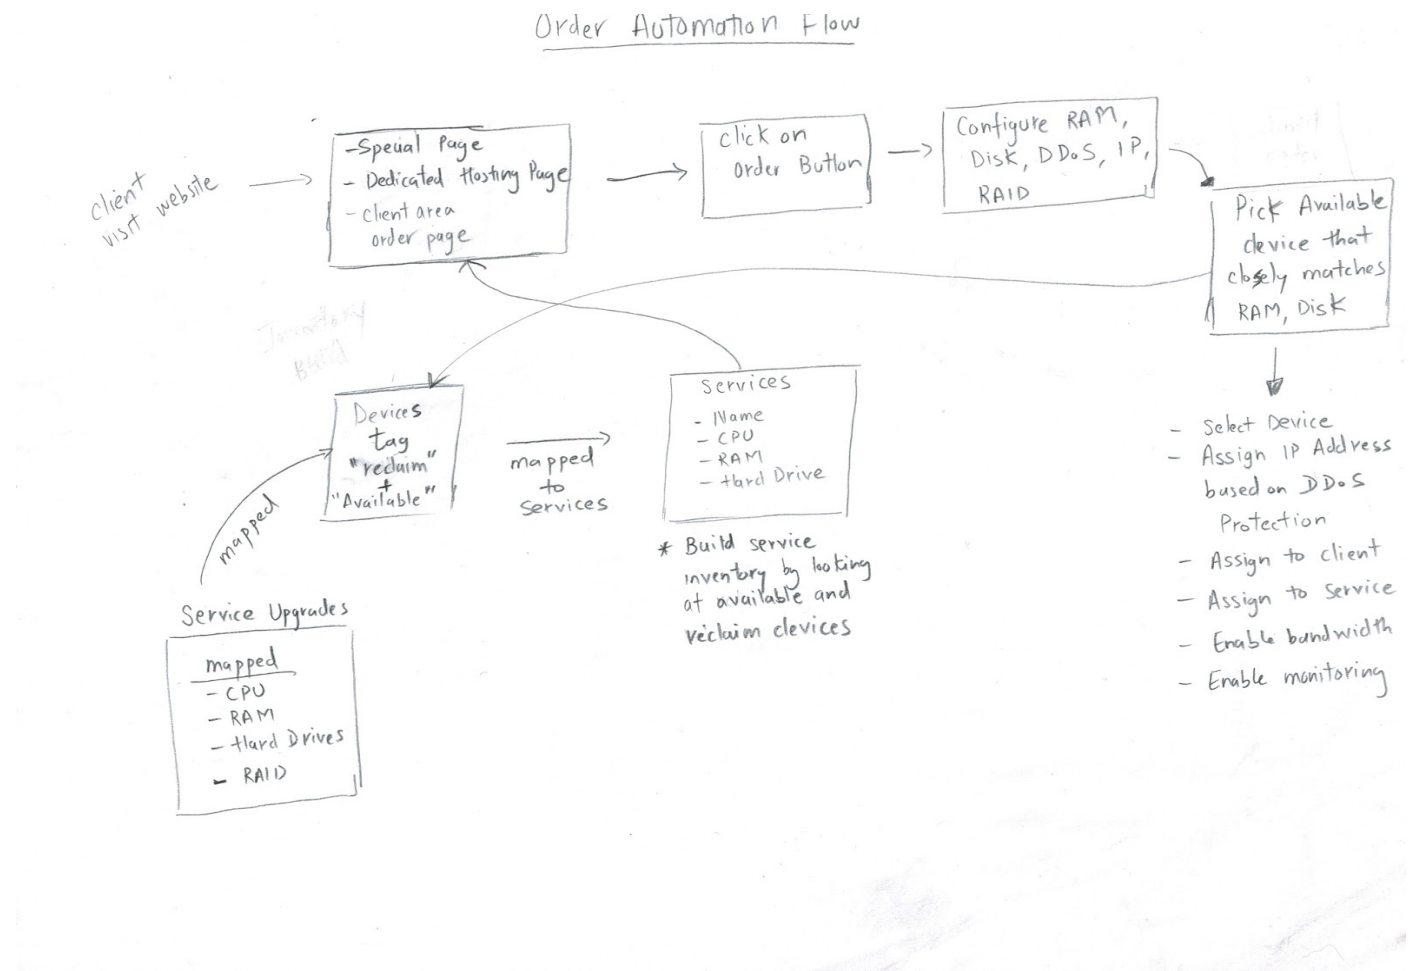 Order Automation Flow
client
visit website
- Special Page
- Dedicated Hosting Page
- client area
order page
click on
order Button
Configure RAM,
Disk, DDoS, IP,
RAID
Pick Available
device that
closely matches
RAM, Disk
- Select Device
- Assign IP Address
based on DDoS
Protection
- Assign to client
- Assign to service
- Enable bandwidth
- Enable monitoring
Inventory
Build
Devices
tag
"reclaim"
+
"Available"
mapped
to
services
Services
- Name
- CPU
- RAM
- Hard Drive
* Build service
inventory by looking
at available and
reclaim devices
mapped
Service Upgrades
mapped
- CPU
- RAM
- Hard Drives
- RAID